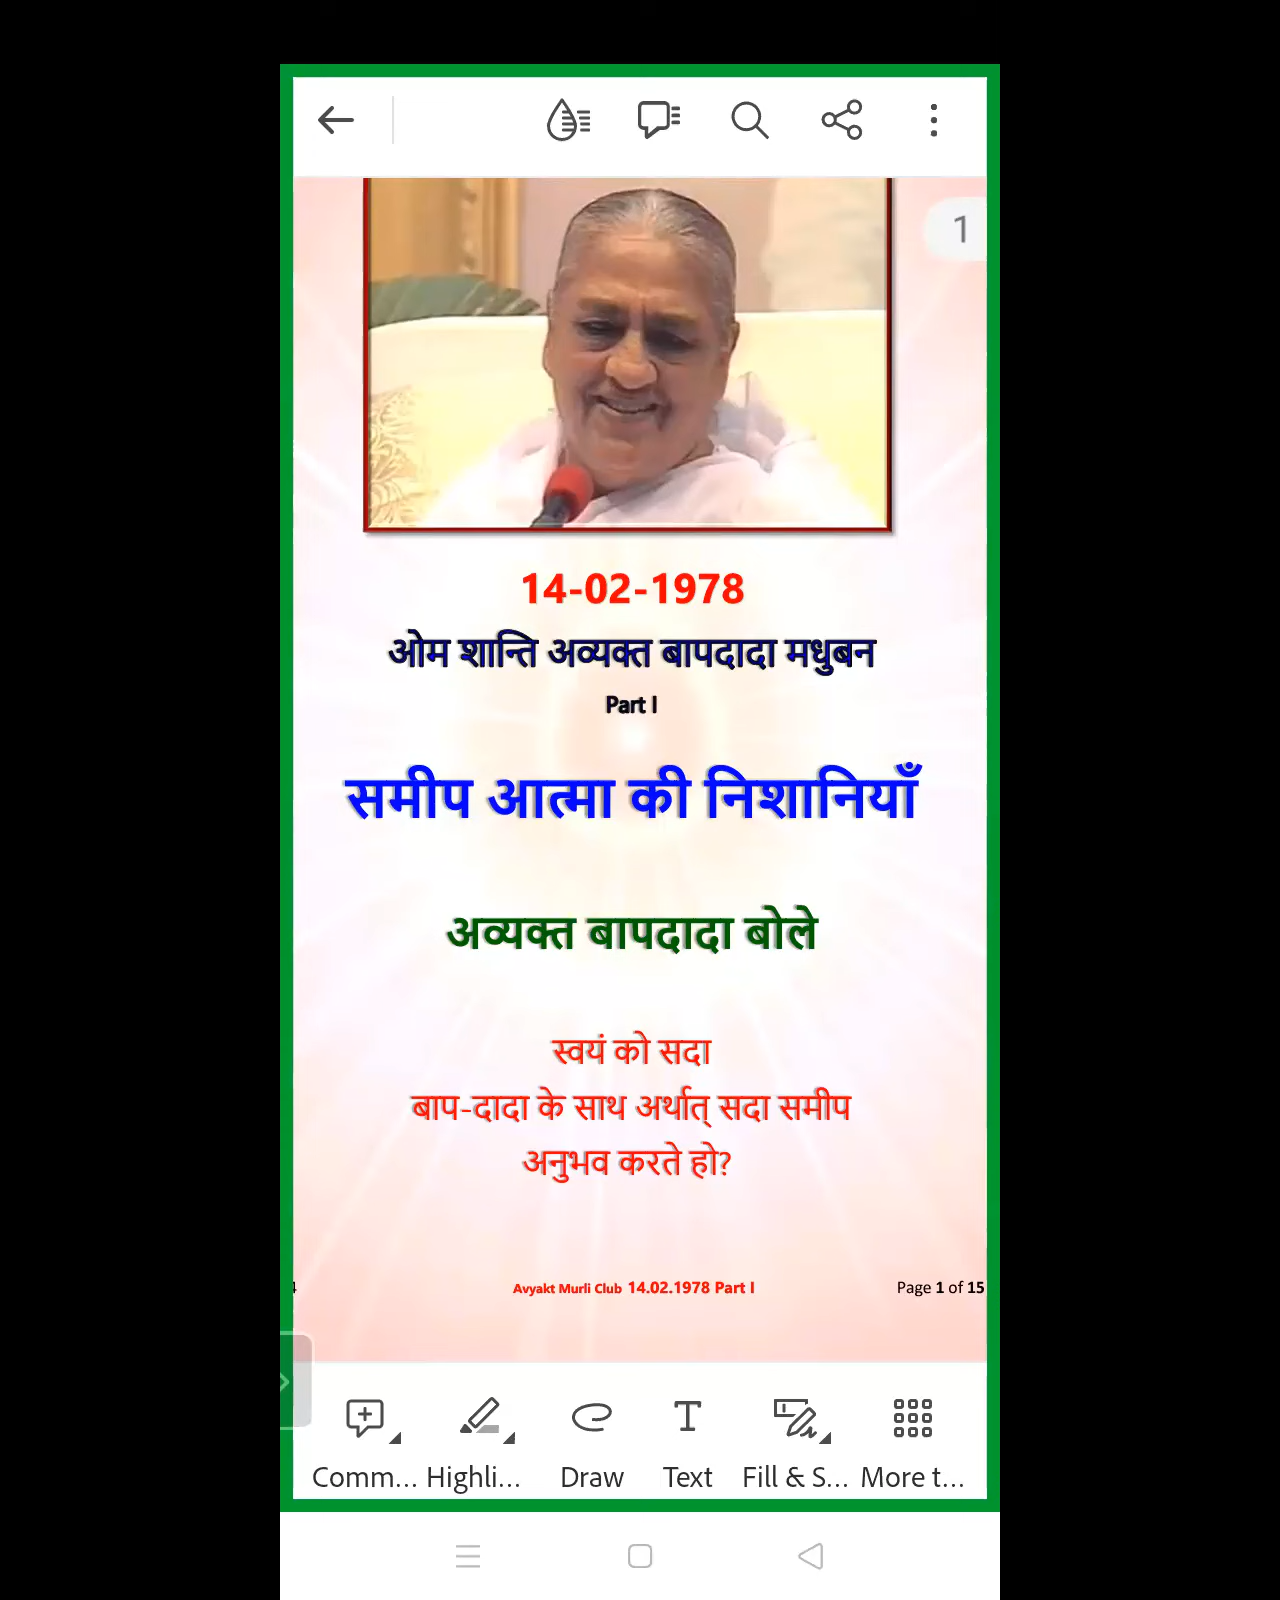 1
14-02-1978
ओम शान्ति अव्यक्त बापदादा मधुबन
Part I
समीप आत्मा की निशानियाँ
अव्यक्त बापदादा बोले
स्वयं को सदा
बाप-दादा के साथ अर्थात् सदा समीप
अनुभव करते हो?
4 Avyakt Murli Club 14.02.1978 Part I Page 1 of 15
Comm... Highli... Draw Text Fill & S... More t...